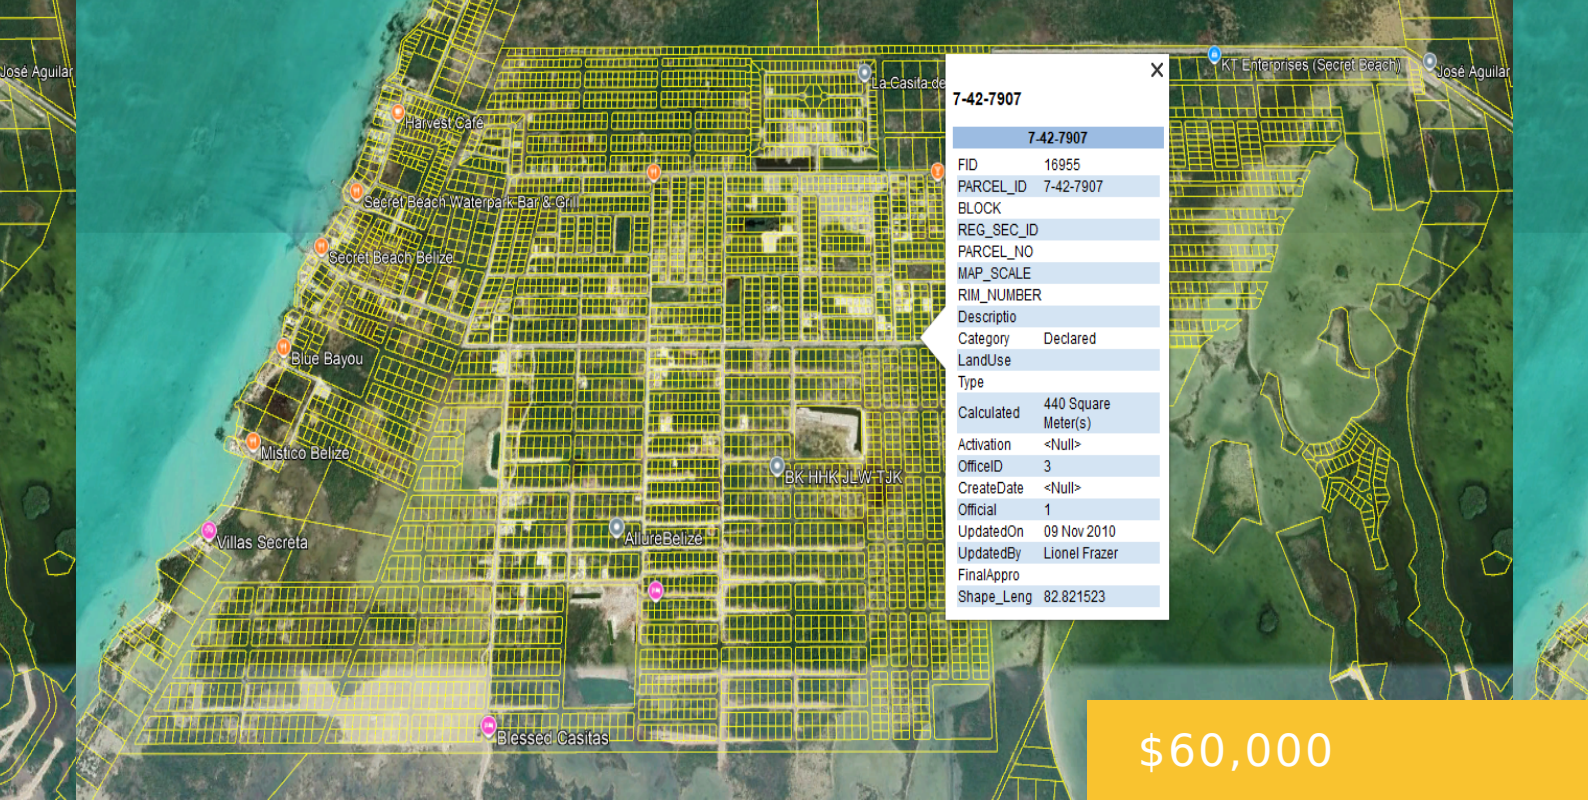 José Aguilar
Harvest Café
Secret Beach Waterpark Bar & Grill
Secret Beach Belize
Blue Bayou
Mistico Belize
Villas Secreta
Blessed Casitas
AllureBelize
BK HHK JLW TJK
La Casita de
KT Enterprises (Secret Beach)
José Aguilar
7-42-7907
7-42-7907
FID 16955
PARCEL_ID 7-42-7907
BLOCK
REG_SEC_ID
PARCEL_NO
MAP_SCALE
RIM_NUMBER
Descriptio
Category Declared
LandUse
Type
Calculated 440 Square
Meter(s)
Activation <Null>
OfficeID 3
CreateDate <Null>
Official 1
UpdatedOn 09 Nov 2010
UpdatedBy Lionel Frazer
FinalAppro
Shape_Leng 82.821523
$60,000